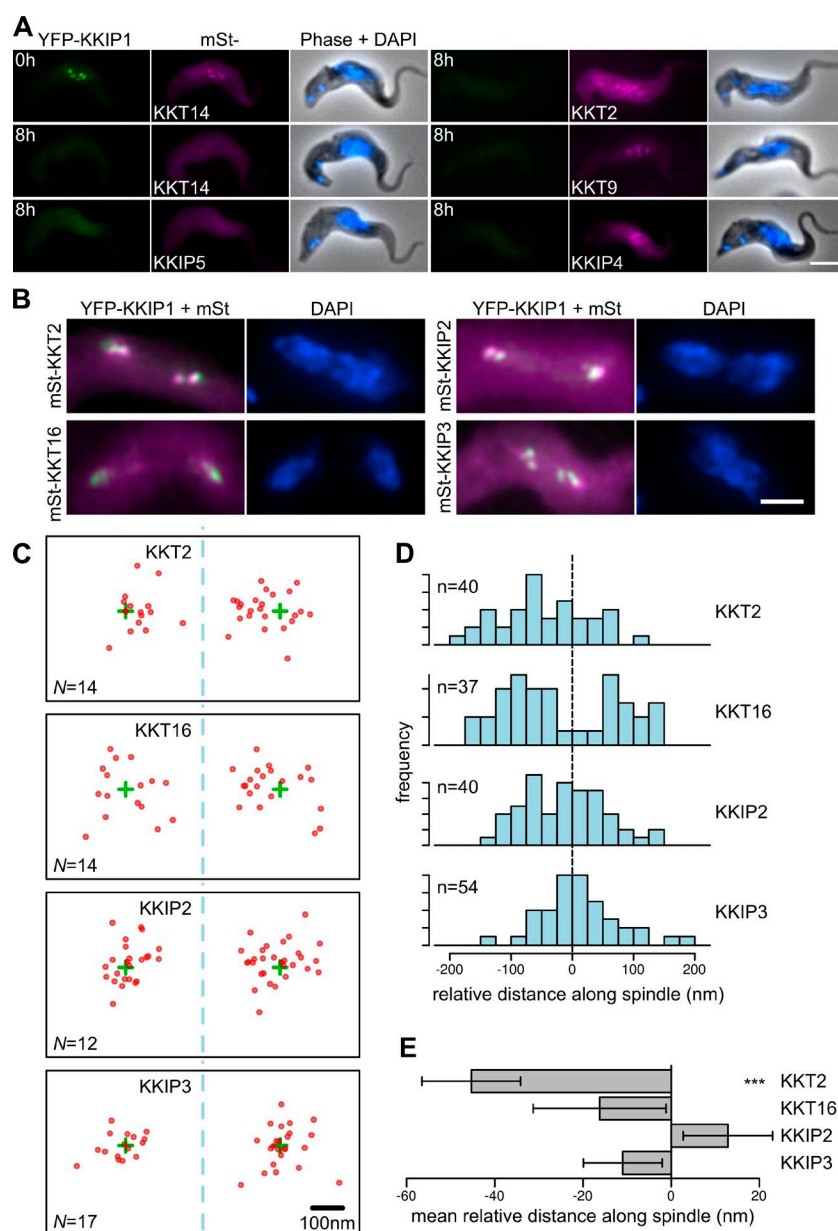 A
YFP-KKIP1 mSt- Phase + DAPI
0h KKT14 8h KKT2
8h KKT14 8h KKT9
8h KKIP5 8h KKIP4
B
YFP-KKIP1 + mSt DAPI YFP-KKIP1 + mSt DAPI
mSt-KKT2 mSt-KKIP2
mSt-KKT16 mSt-KKIP3
C
KKT2
N=14
KKT16
N=14
KKIP2
N=12
KKIP3
N=17
100nm
D
n=40 KKT2
n=37 KKT16
n=40 KKIP2
n=54 KKIP3
frequency
-200 -100 0 100 200
relative distance along spindle (nm)
E
*** KKT2
KKT16
KKIP2
KKIP3
-60 -40 -20 0 20
mean relative distance along spindle (nm)